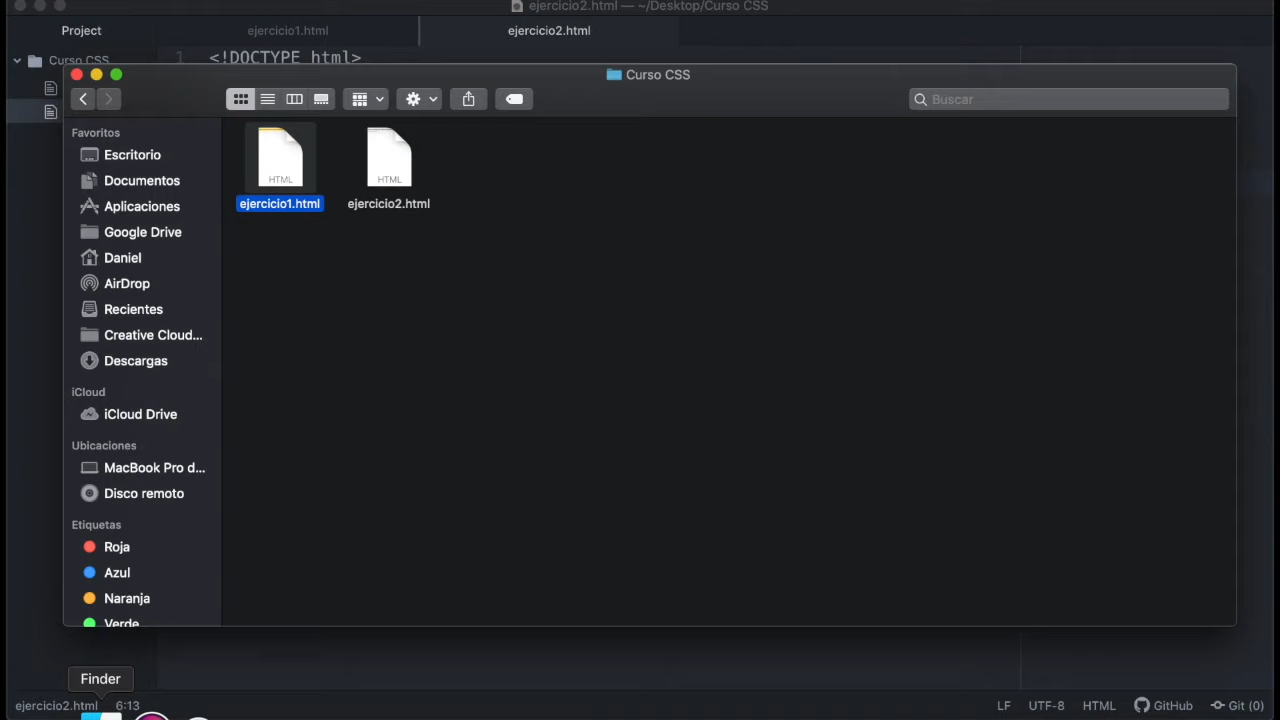 ejercicio2.html — ~/Desktop/Curso CSS
Project
ejercicio1.html
ejercicio2.html
Curso CSS
1 <!DOCTYPE html>
Curso CSS
Buscar
Favoritos
Escritorio
Documentos
Aplicaciones
Google Drive
Daniel
AirDrop
Recientes
Creative Cloud...
Descargas
iCloud
iCloud Drive
Ubicaciones
MacBook Pro d...
Disco remoto
Etiquetas
Roja
Azul
Naranja
Verde
HTML
ejercicio1.html
HTML
ejercicio2.html
Finder
ejercicio2.html 6:13
LF UTF-8 HTML GitHub Git (0)